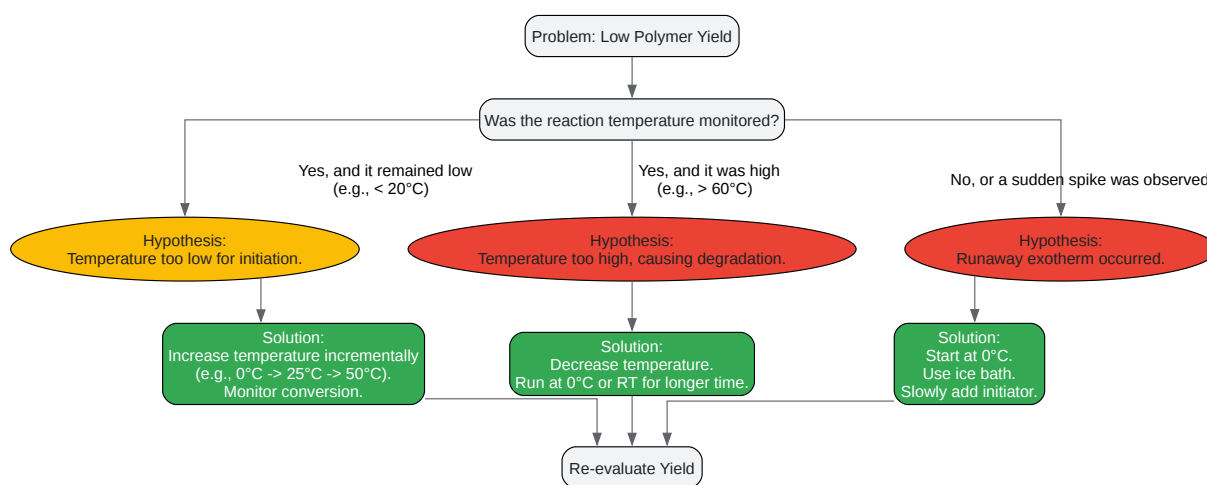 Problem: Low Polymer Yield
Was the reaction temperature monitored?
Yes, and it remained low
(e.g., < 20°C)
Yes, and it was high
(e.g., > 60°C)
No, or a sudden spike was observed
Hypothesis:
Temperature too low for initiation.
Hypothesis:
Temperature too high, causing degradation.
Hypothesis:
Runaway exotherm occurred.
Solution:
Increase temperature incrementally
(e.g., 0°C -> 25°C -> 50°C).
Monitor conversion.
Solution:
Decrease temperature.
Run at 0°C or RT for longer time.
Solution:
Start at 0°C.
Use ice bath.
Slowly add initiator.
Re-evaluate Yield